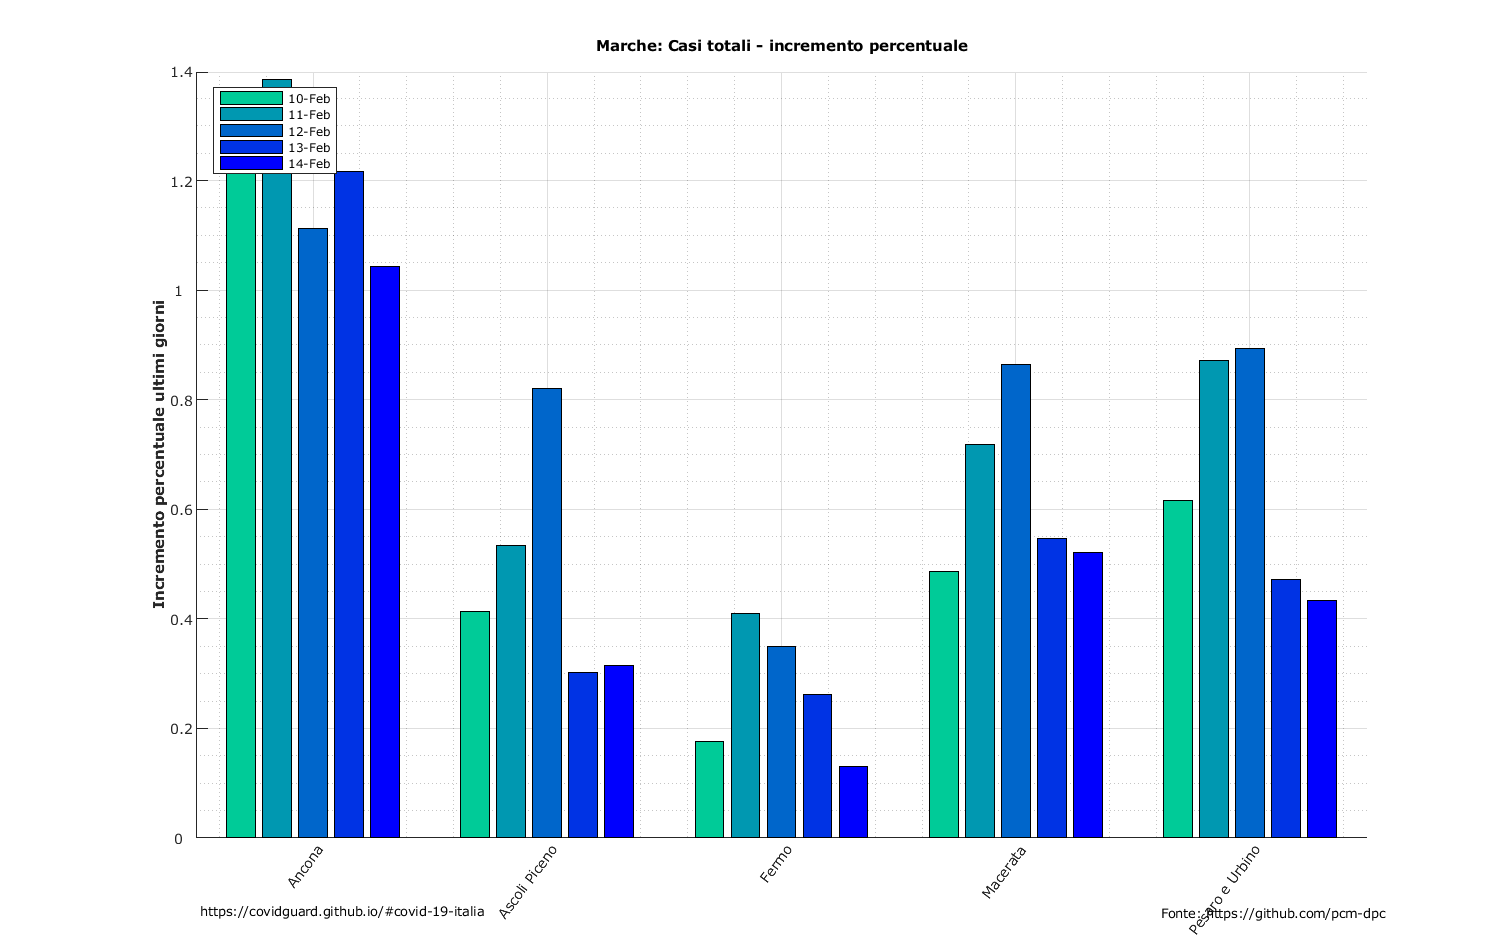 Marche: Casi totali - incremento percentuale
Incremento percentuale ultimi giorni
1.4
1.2
1
0.8
0.6
0.4
0.2
0
10-Feb
11-Feb
12-Feb
13-Feb
14-Feb
Ancona
Ascoli Piceno
Fermo
Macerata
Pesaro e Urbino
https://covidguard.github.io/#covid-19-italia
Fonte: https://github.com/pcm-dpc